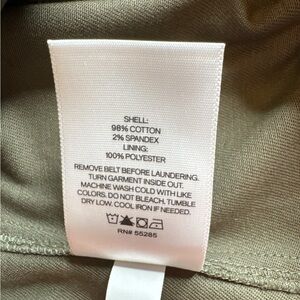 SHELL:
98% COTTON
2% SPANDEX
LINING:
100% POLYESTER
REMOVE BELT BEFORE LAUNDERING.
TURN GARMENT INSIDE OUT.
MACHINE WASH COLD WITH LIKE
COLORS. DO NOT BLEACH. TUMBLE
DRY LOW. COOL IRON IF NEEDED.
RN# 55285